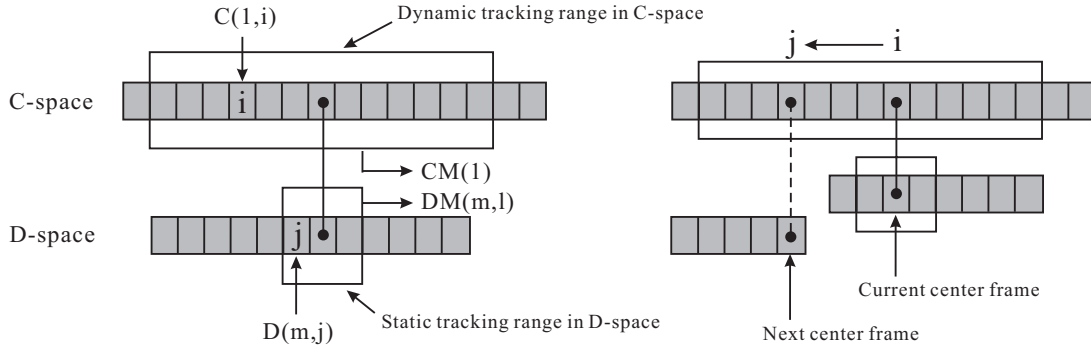 C(1,i)
Dynamic tracking range in C-space
j
i
C-space
i
CM(1)
DM(m,l)
D-space
j
Current center frame
D(m,j)
Static tracking range in D-space
Next center frame